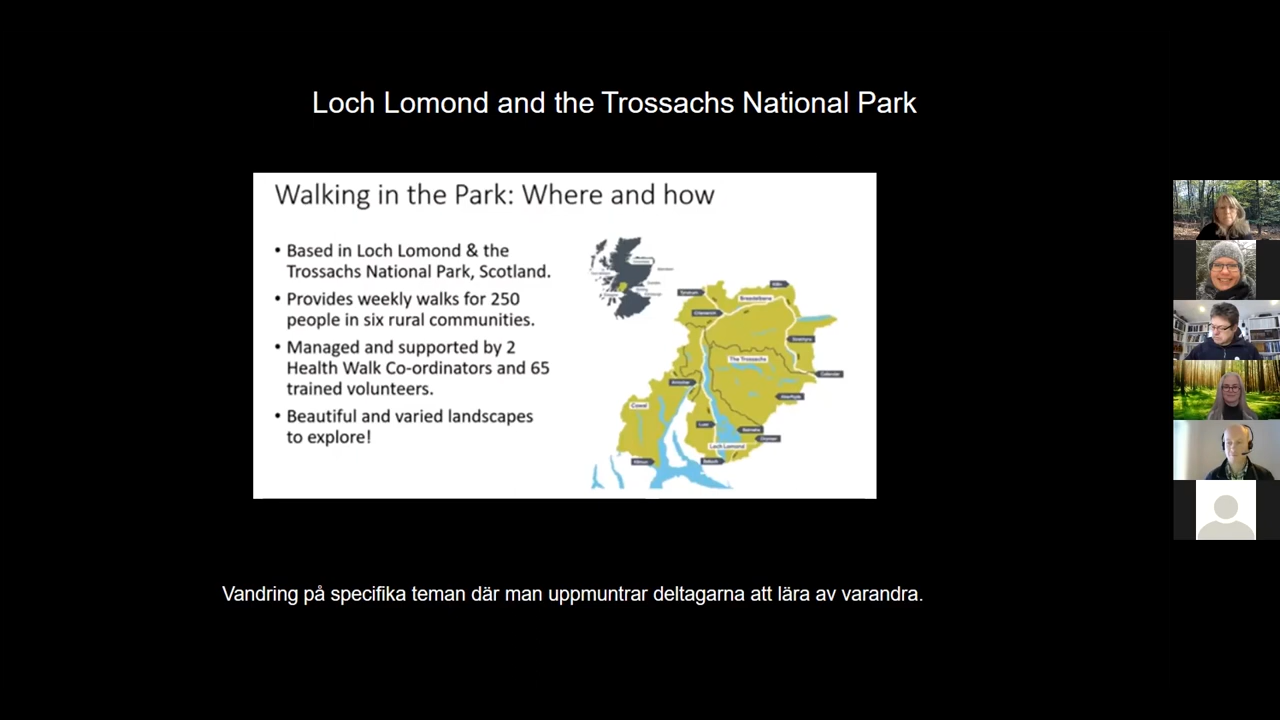 Loch Lomond and the Trossachs National Park
Walking in the Park: Where and how
• Based in Loch Lomond & the
Trossachs National Park, Scotland.
• Provides weekly walks for 250
people in six rural communities.
• Managed and supported by 2
Health Walk Co-ordinators and 65
trained volunteers.
• Beautiful and varied landscapes
to explore!
Breadalbane
The Trossachs
Callander
Cowal
Loch Lomond
Balloch
Vandring på specifika teman där man uppmuntrar deltagarna att lära av varandra.